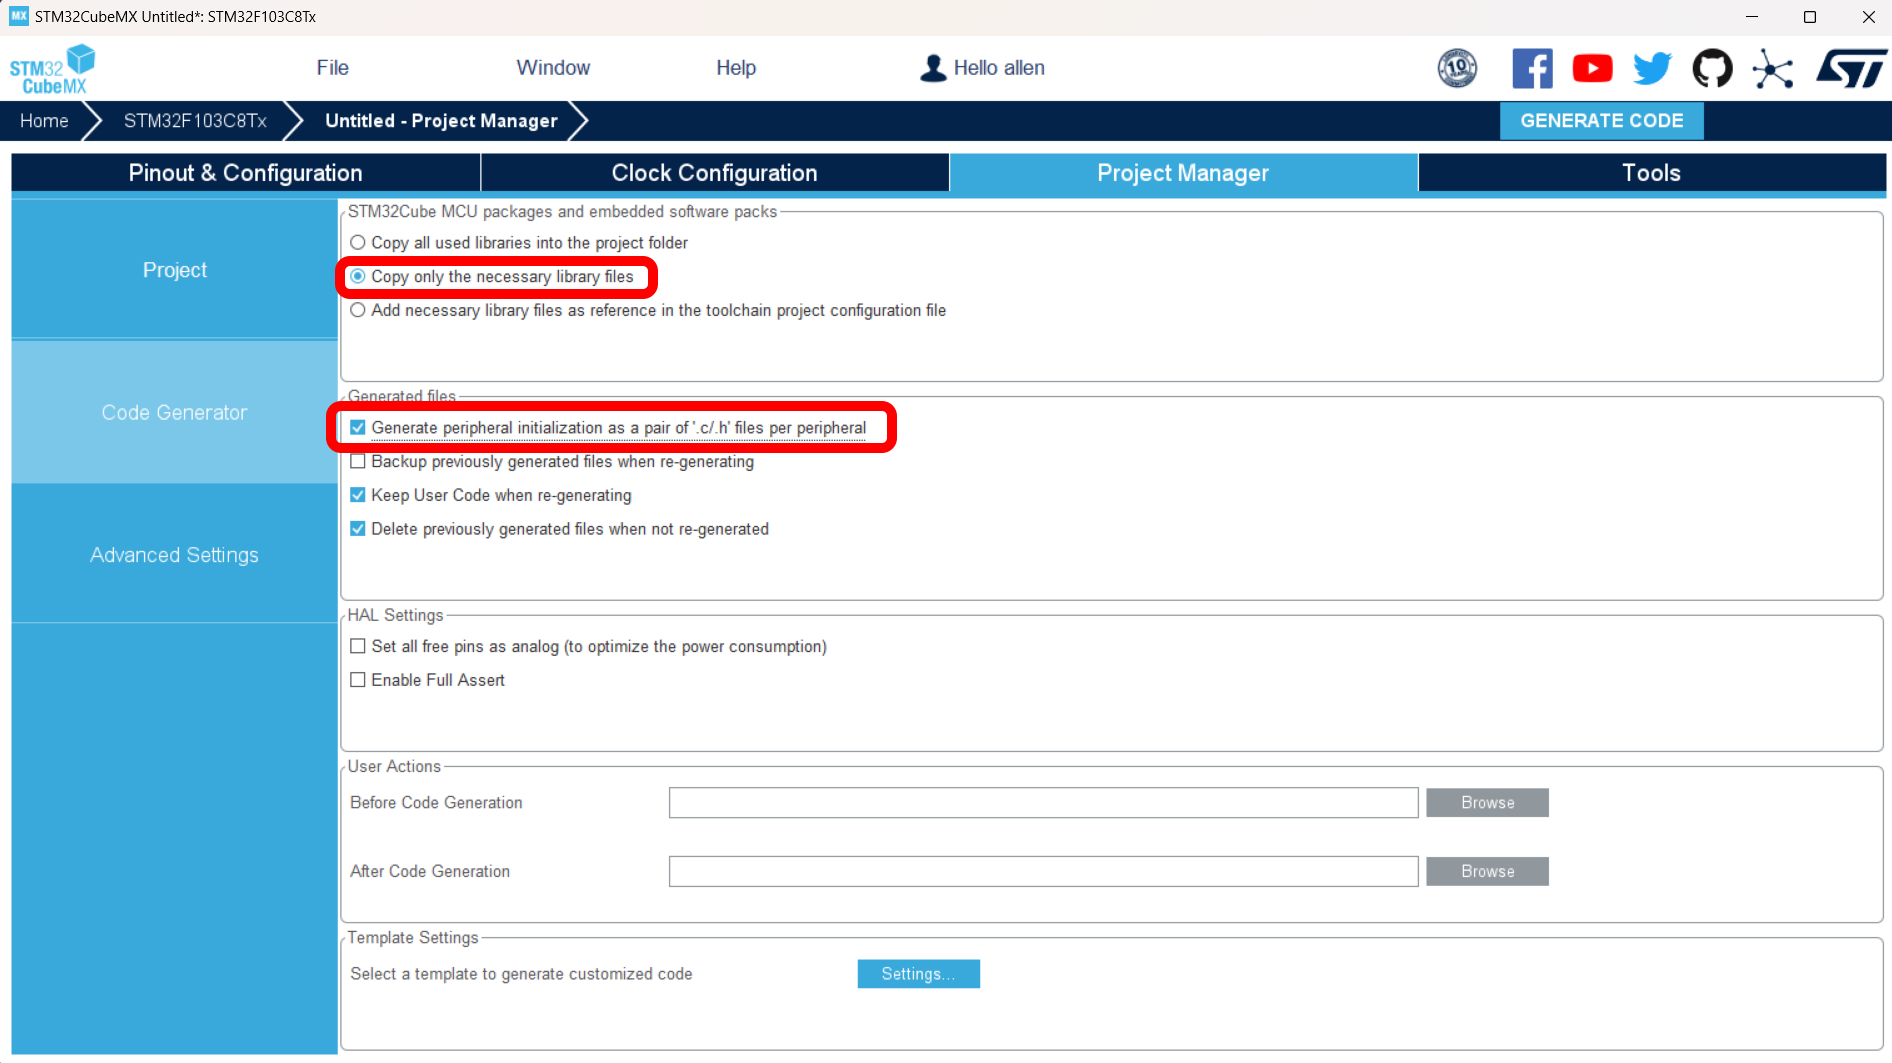 MX STM32CubeMX Untitled*: STM32F103C8Tx
STM32
CubeMX
File
Window
Help
Hello allen
10
ST
Home
STM32F103C8Tx
Untitled - Project Manager
GENERATE CODE
Pinout & Configuration
Clock Configuration
Project Manager
Tools
Project
Code Generator
Advanced Settings
STM32Cube MCU packages and embedded software packs
Copy all used libraries into the project folder
Copy only the necessary library files
Add necessary library files as reference in the toolchain project configuration file
Generated files
Generate peripheral initialization as a pair of '.c/.h' files per peripheral
Backup previously generated files when re-generating
Keep User Code when re-generating
Delete previously generated files when not re-generated
HAL Settings
Set all free pins as analog (to optimize the power consumption)
Enable Full Assert
User Actions
Before Code Generation
Browse
After Code Generation
Browse
Template Settings
Select a template to generate customized code
Settings...